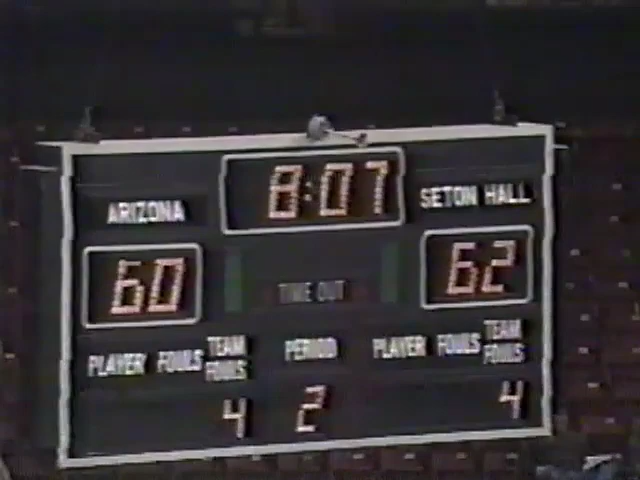 8:07
ARIZONA
SETON HALL
60
62
TIME OUT
PLAYER FOULS TEAM FOULS
PERIOD
PLAYER FOULS TEAM FOULS
4
2
4